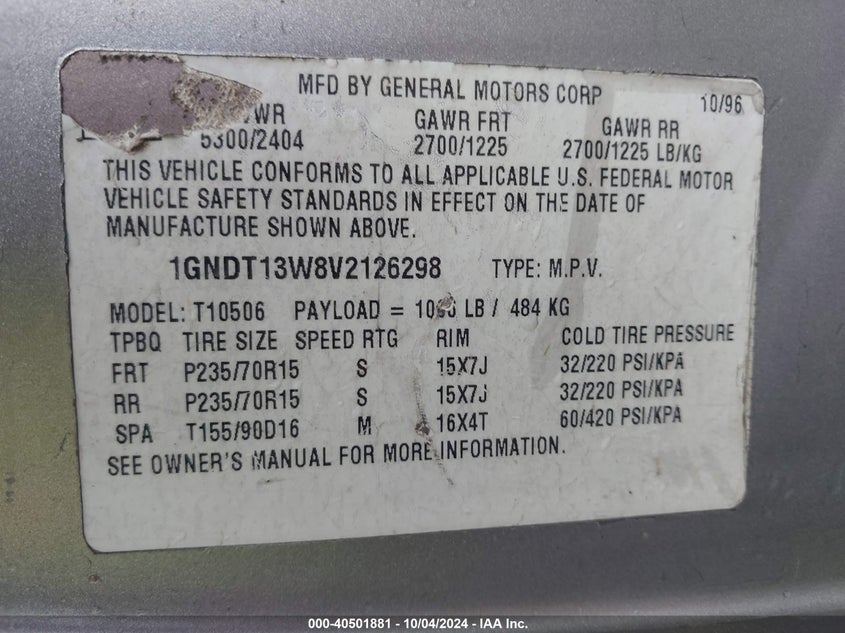 MFD BY GENERAL MOTORS CORP 10/96
GAWR FRT GAWR RR
5300/2404 2700/1225 2700/1225 LB/KG
THIS VEHICLE CONFORMS TO ALL APPLICABLE U.S. FEDERAL MOTOR
VEHICLE SAFETY STANDARDS IN EFFECT ON THE DATE OF
MANUFACTURE SHOWN ABOVE.
1GNDT13W8V2126298 TYPE: M.P.V.
MODEL: T10506 PAYLOAD = LB / 484 KG
TPBQ TIRE SIZE SPEED RTG RIM COLD TIRE PRESSURE
FRT P235/70R15 S 15X7J 32/220 PSI/KPA
RR P235/70R15 S 15X7J 32/220 PSI/KPA
SPA T155/90D16 M 16X4T 60/420 PSI/KPA
SEE OWNER'S MANUAL FOR MORE INFORMATION.
000-40501881 - 10/04/2024 - IAA Inc.